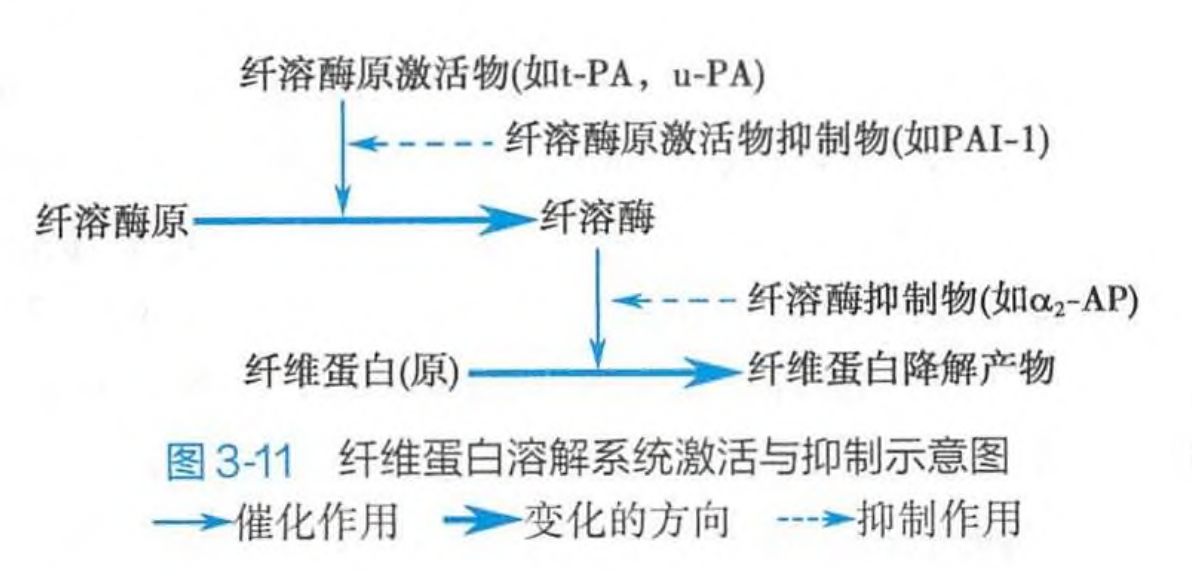 纤溶酶原激活物(如t-PA，u-PA)
纤溶酶原激活物抑制物(如PAI-1)
纤溶酶原
纤溶酶
纤溶酶抑制物(如α₂-AP)
纤维蛋白(原)
纤维蛋白降解产物
图 3-11 纤维蛋白溶解系统激活与抑制示意图
催化作用 变化的方向 抑制作用